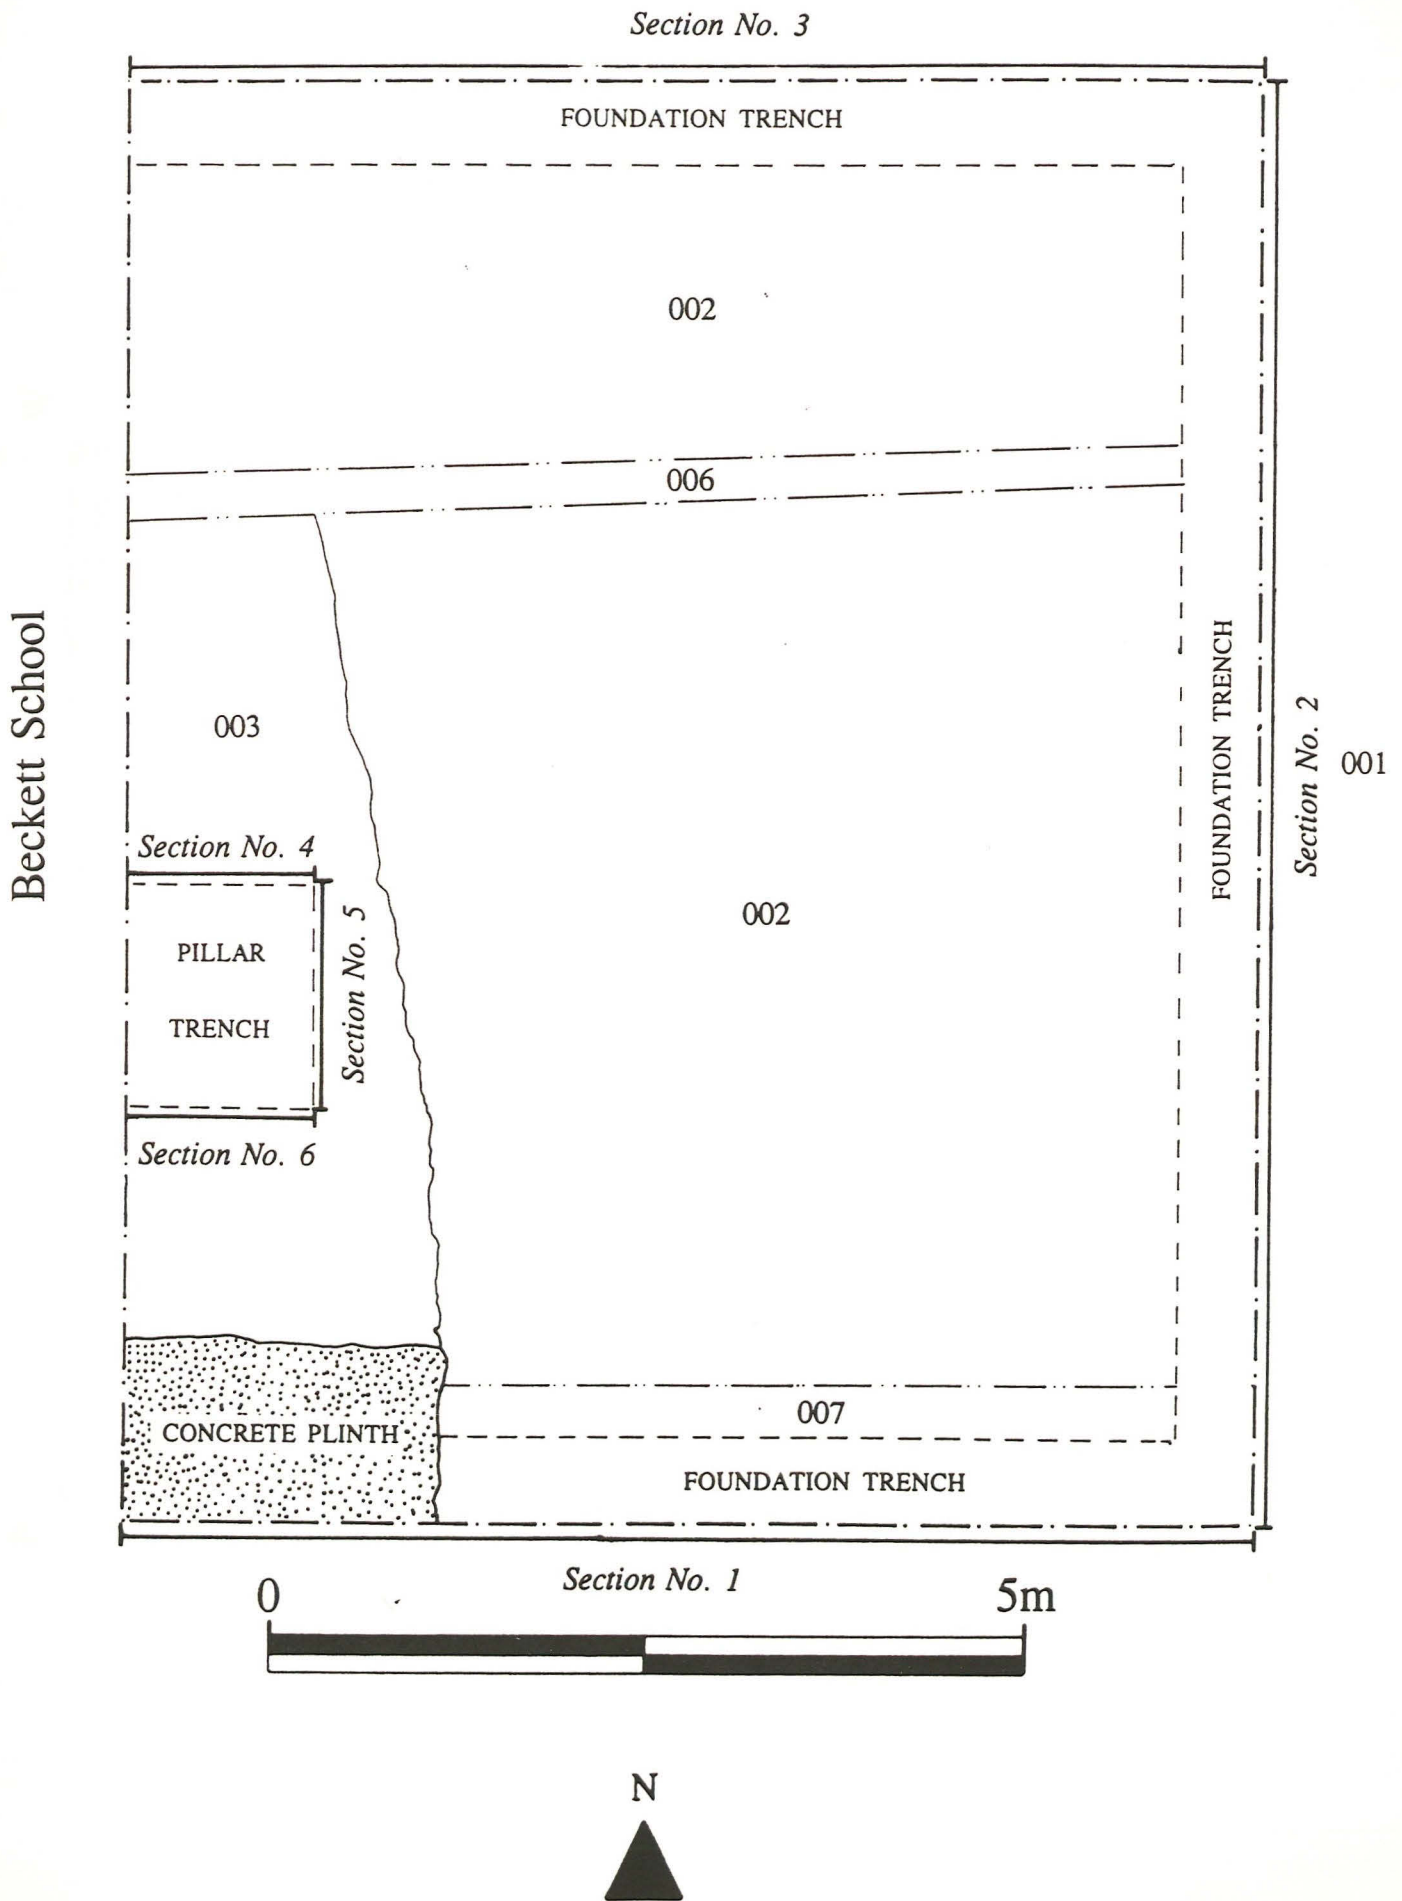 Section No. 3
FOUNDATION TRENCH
002
006
Beckett School
003
FOUNDATION TRENCH
Section No. 2
001
Section No. 4
002
PILLAR
TRENCH
Section No. 5
Section No. 6
007
CONCRETE PLINTH
FOUNDATION TRENCH
Section No. 1
0
5m
N